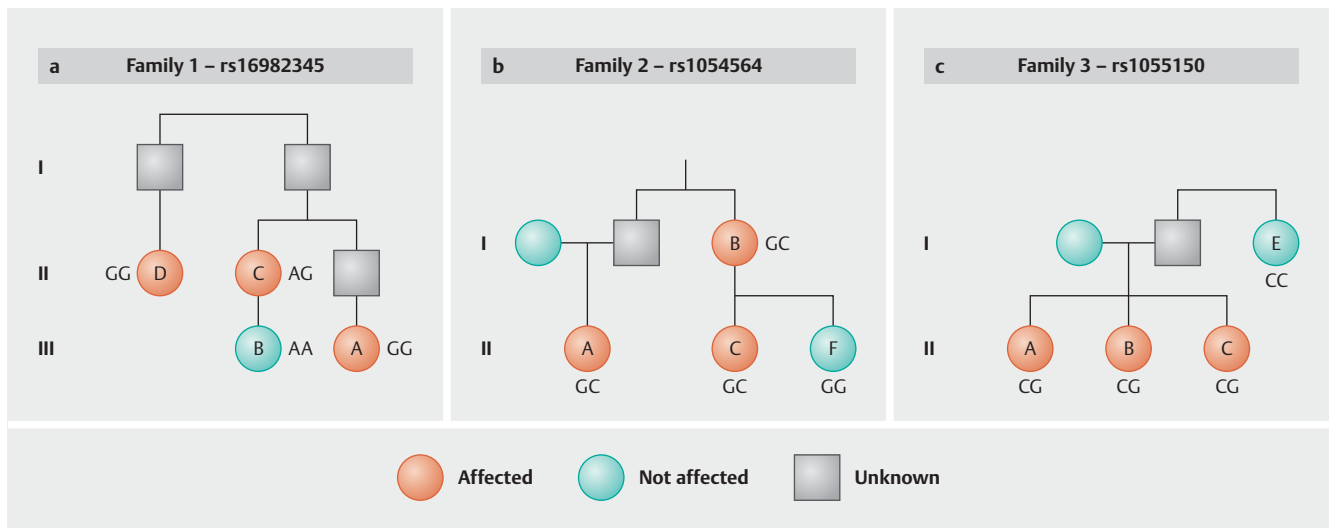 a Family 1 – rs16982345
I
II
GG D C AG
III
B AA A GG
b Family 2 – rs1054564
I
B GC
II
A C F
GC GC GG
c Family 3 – rs1055150
I
E
CC
II
A B C
CG CG CG
Affected Not affected Unknown